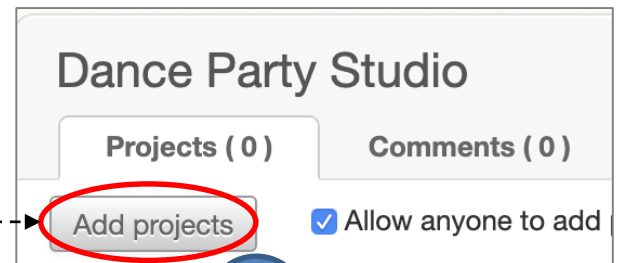 Dance Party Studio
Projects ( 0 ) Comments ( 0 )
Add projects Allow anyone to add